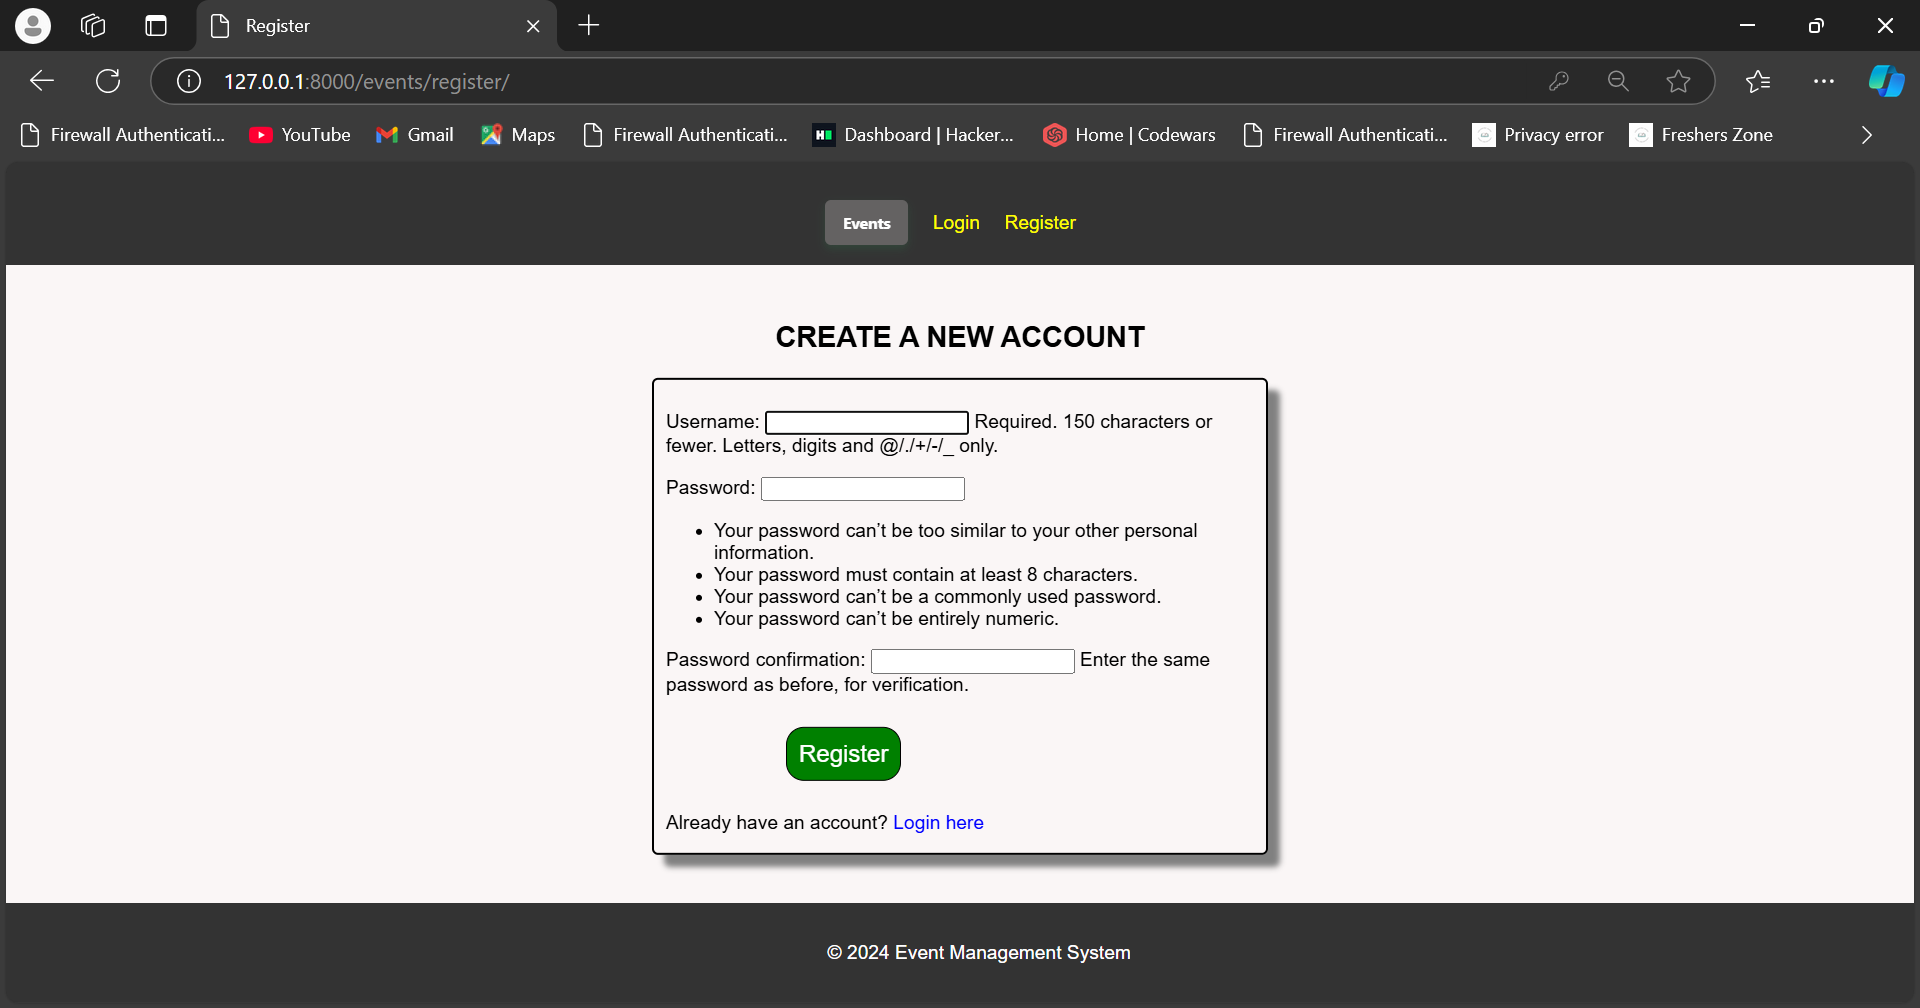 Register
127.0.0.1:8000/events/register/
Firewall Authenticati... YouTube Gmail Maps Firewall Authenticati... Dashboard | Hacker... Home | Codewars Firewall Authenticati... Privacy error Freshers Zone
Events Login Register
CREATE A NEW ACCOUNT
Username: Required. 150 characters or
fewer. Letters, digits and @/./+/-/_ only.
Password:
• Your password can’t be too similar to your other personal
information.
• Your password must contain at least 8 characters.
• Your password can’t be a commonly used password.
• Your password can’t be entirely numeric.
Password confirmation: Enter the same
password as before, for verification.
Register
Already have an account? Login here
© 2024 Event Management System